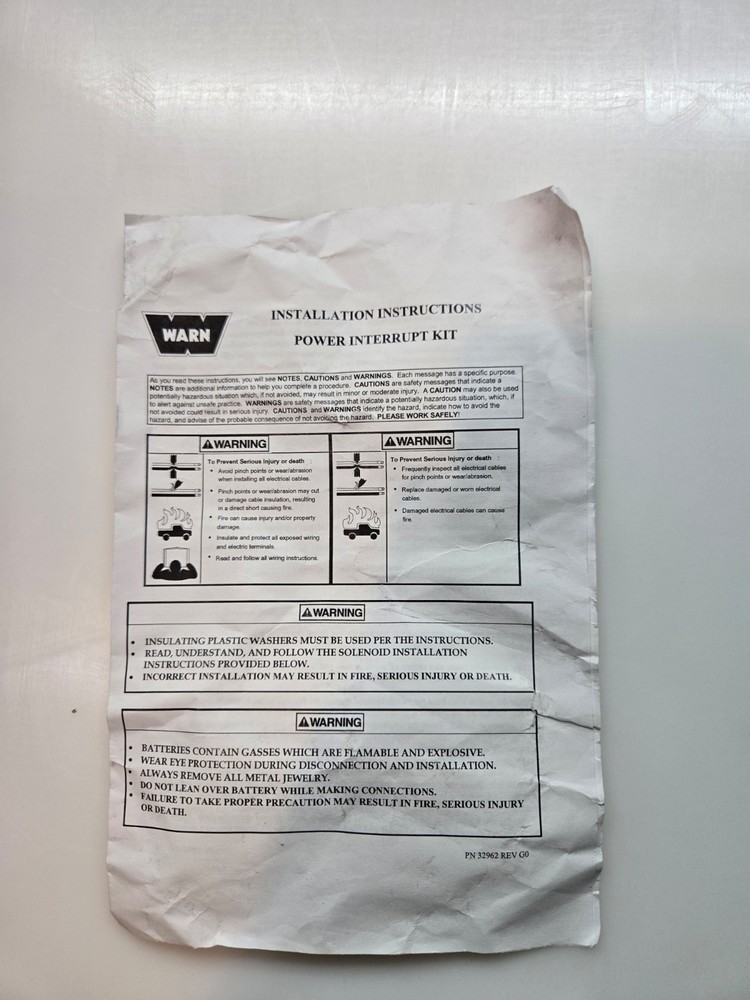 WARN
INSTALLATION INSTRUCTIONS
POWER INTERRUPT KIT
As you read these instructions, you will see NOTES, CAUTIONS and WARNINGS. Each message has a specific purpose.
NOTES are additional information to help you complete a procedure. CAUTIONS are safety messages that indicate a
potentially hazardous situation which, if not avoided, may result in minor or moderate injury. A CAUTION may also be used
to alert against unsafe practice. WARNINGS are safety messages that indicate a potentially hazardous situation, which, if
not avoided could result in serious injury. CAUTIONS and WARNINGS identify the hazard, indicate how to avoid the
hazard, and advise of the probable consequence of not avoiding the hazard. PLEASE WORK SAFELY!
WARNING
To Prevent Serious Injury or death :
• Avoid pinch points or wear/abrasion
when installing all electrical cables.
• Pinch points or wear/abrasion may cut
or damage cable insulation, resulting
in a direct short causing fire.
• Fire can cause injury and/or property
damage.
• Insulate and protect all exposed wiring
and electric terminals.
• Read and follow all wiring instructions.
WARNING
To Prevent Serious Injury or death :
• Frequently inspect all electrical cables
for pinch points or wear/abrasion.
• Replace damaged or worn electrical
cables.
• Damaged electrical cables can cause
fire.
WARNING
• INSULATING PLASTIC WASHERS MUST BE USED PER THE INSTRUCTIONS.
• READ, UNDERSTAND, AND FOLLOW THE SOLENOID INSTALLATION
INSTRUCTIONS PROVIDED BELOW.
• INCORRECT INSTALLATION MAY RESULT IN FIRE, SERIOUS INJURY OR DEATH.
WARNING
• BATTERIES CONTAIN GASSES WHICH ARE FLAMABLE AND EXPLOSIVE.
• WEAR EYE PROTECTION DURING DISCONNECTION AND INSTALLATION.
• ALWAYS REMOVE ALL METAL JEWELRY.
• DO NOT LEAN OVER BATTERY WHILE MAKING CONNECTIONS.
• FAILURE TO TAKE PROPER PRECAUTION MAY RESULT IN FIRE, SERIOUS INJURY
OR DEATH.
PN 32962 REV G0